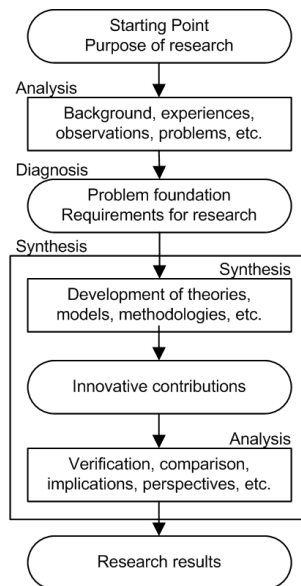 Starting Point
Purpose of research
Analysis
Background, experiences,
observations, problems, etc.
Diagnosis
Problem foundation
Requirements for research
Synthesis
Synthesis
Development of theories,
models, methodologies, etc.
Innovative contributions
Analysis
Verification, comparison,
implications, perspectives, etc.
Research results